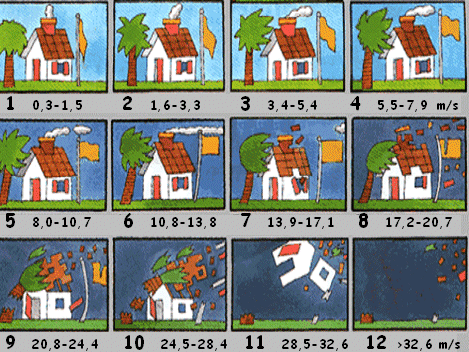 1 0,3-1,5 2 1,6-3,3 3 3,4-5,4 4 5,5-7,9 m/s
5 8,0-10,7 6 10,8-13,8 7 13,9-17,1 8 17,2-20,7
9 20,8-24,4 10 24,5-28,4 11 28,5-32,6 12 >32,6 m/s